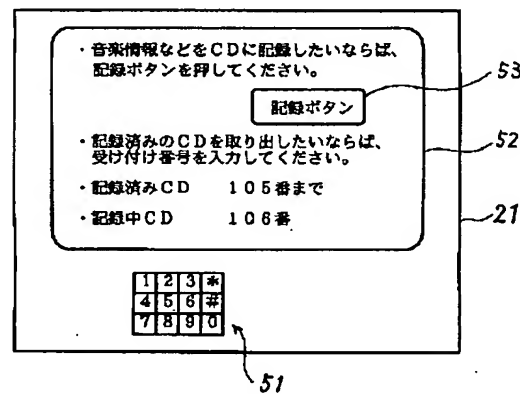 ・音楽情報などをCDに記録したいならば、
記録ボタンを押してください。
記録ボタン
53
・記録済みのCDを取り出したいならば、
受け付け番号を入力してください。
52
・記録済みCD 105番まで
・記録中CD 106番
21
1 2 3 *
4 5 6 #
7 8 9 0
51